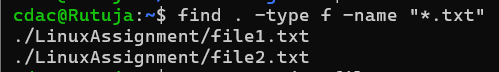 cdac@Rutuja:~$ find . -type f -name "*.txt"
./LinuxAssignment/file1.txt
./LinuxAssignment/file2.txt